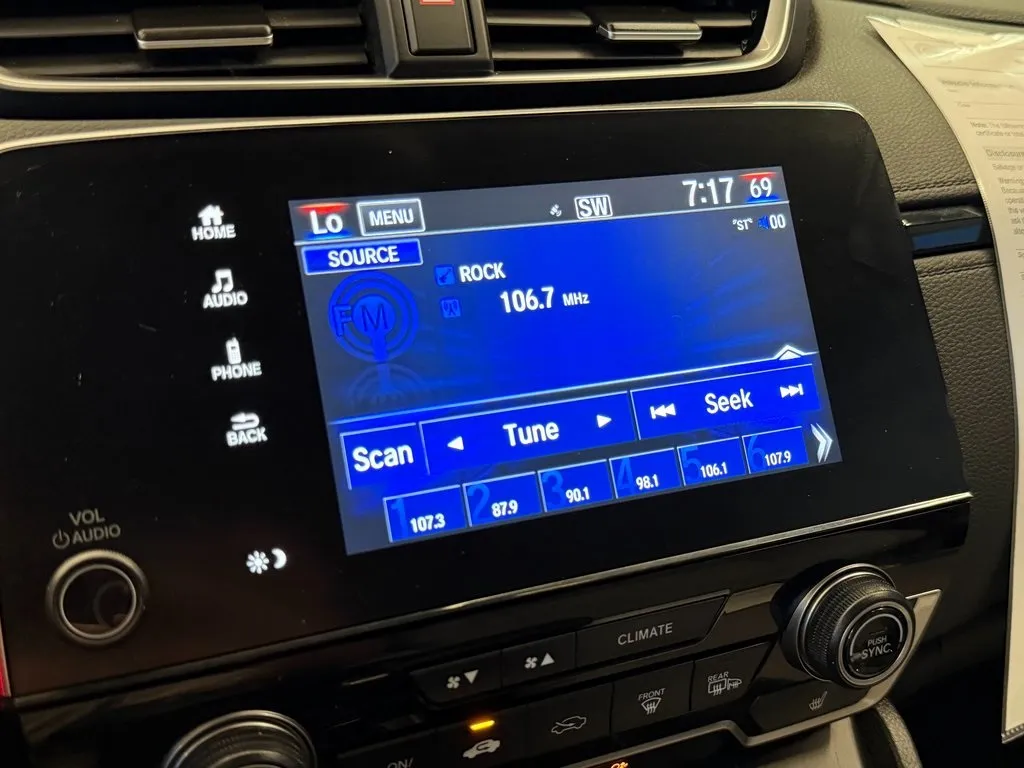 Lo MENU SW 7:17 69
"ST" 00
SOURCE
ROCK
FM 106.7 MHz
Scan Tune Seek
1 107.3 2 87.9 3 90.1 4 98.1 5 106.1 6 107.9
HOME
AUDIO
PHONE
BACK
VOL
AUDIO
CLIMATE
PUSH
SYNC.
FRONT
REAR
ON/
Note: